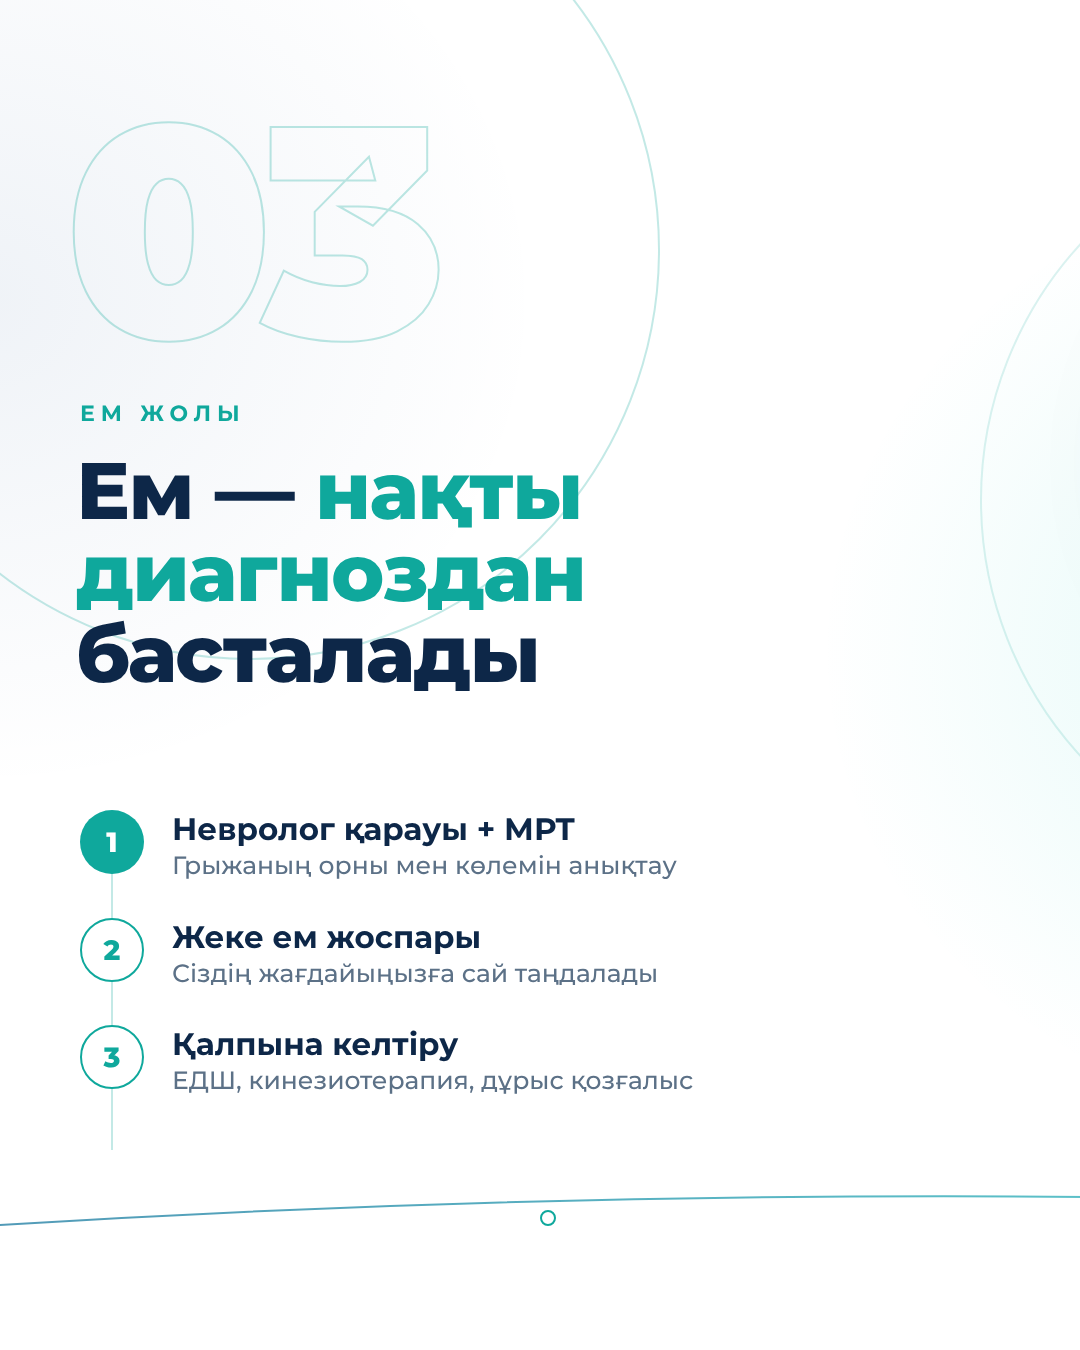 03
ЕМ ЖОЛЫ
Ем — нақты
диагноздан
басталады
1
Невролог қарауы + МРТ
Грыжаның орны мен көлемін анықтау
2
Жеке ем жоспары
Сіздің жағдайыңызға сай таңдалады
3
Қалпына келтіру
ЕДШ, кинезиотерапия, дұрыс қозғалыс